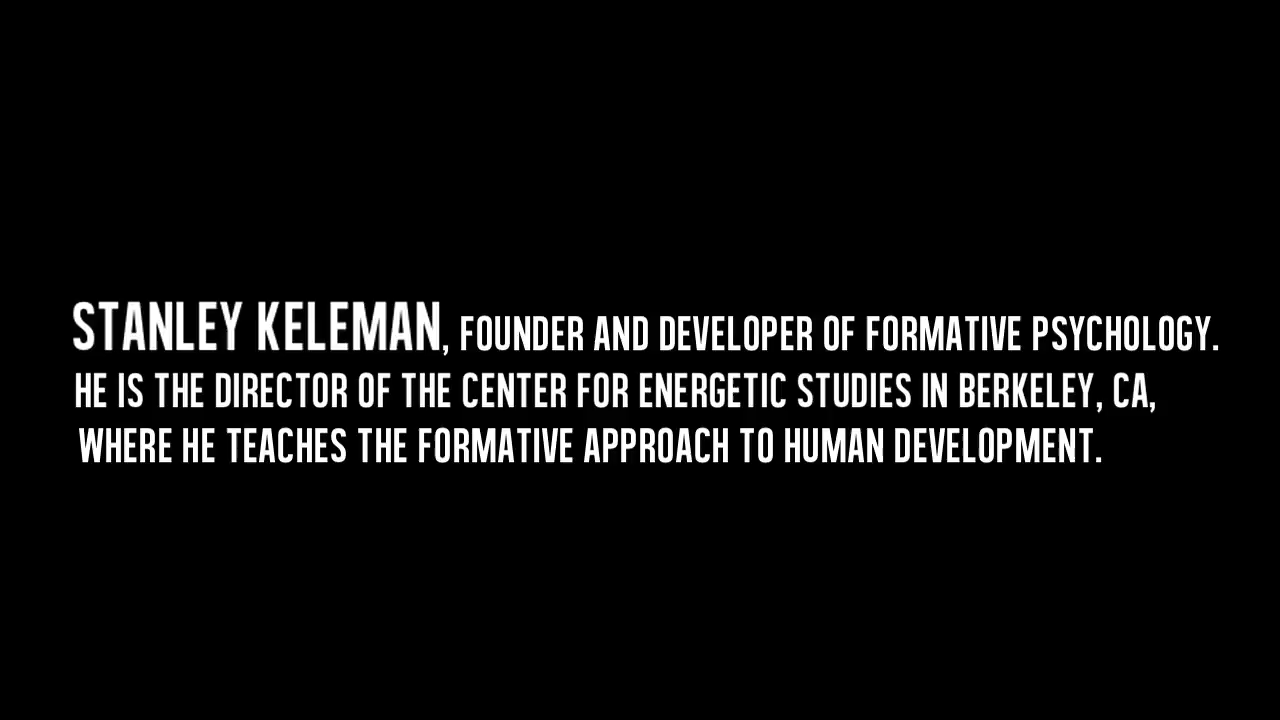 STANLEY KELEMAN, FOUNDER AND DEVELOPER OF FORMATIVE PSYCHOLOGY.
HE IS THE DIRECTOR OF THE CENTER FOR ENERGETIC STUDIES IN BERKELEY, CA,
WHERE HE TEACHES THE FORMATIVE APPROACH TO HUMAN DEVELOPMENT.